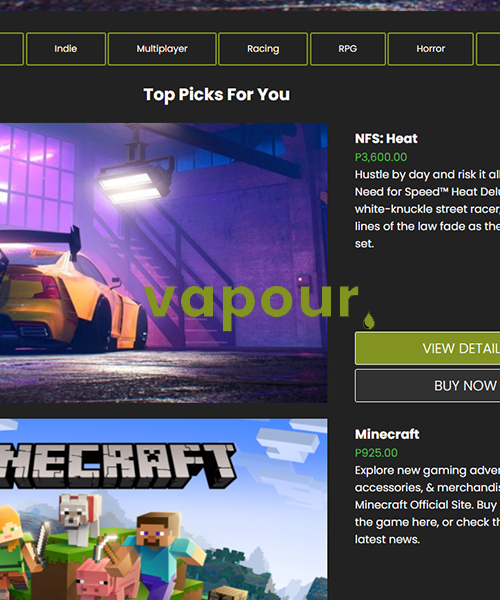 Indie
Multiplayer
Racing
RPG
Horror
Top Picks For You
NFS: Heat
P3,600.00
Hustle by day and risk it al
Need for Speed™ Heat Delu
white-knuckle street racer,
lines of the law fade as the
set.
vapour
VIEW DETAIL
BUY NOW
NECRAFT
Minecraft
P925.00
Explore new gaming adver
accessories, & merchandis
Minecraft Official Site. Buy
the game here, or check th
latest news.